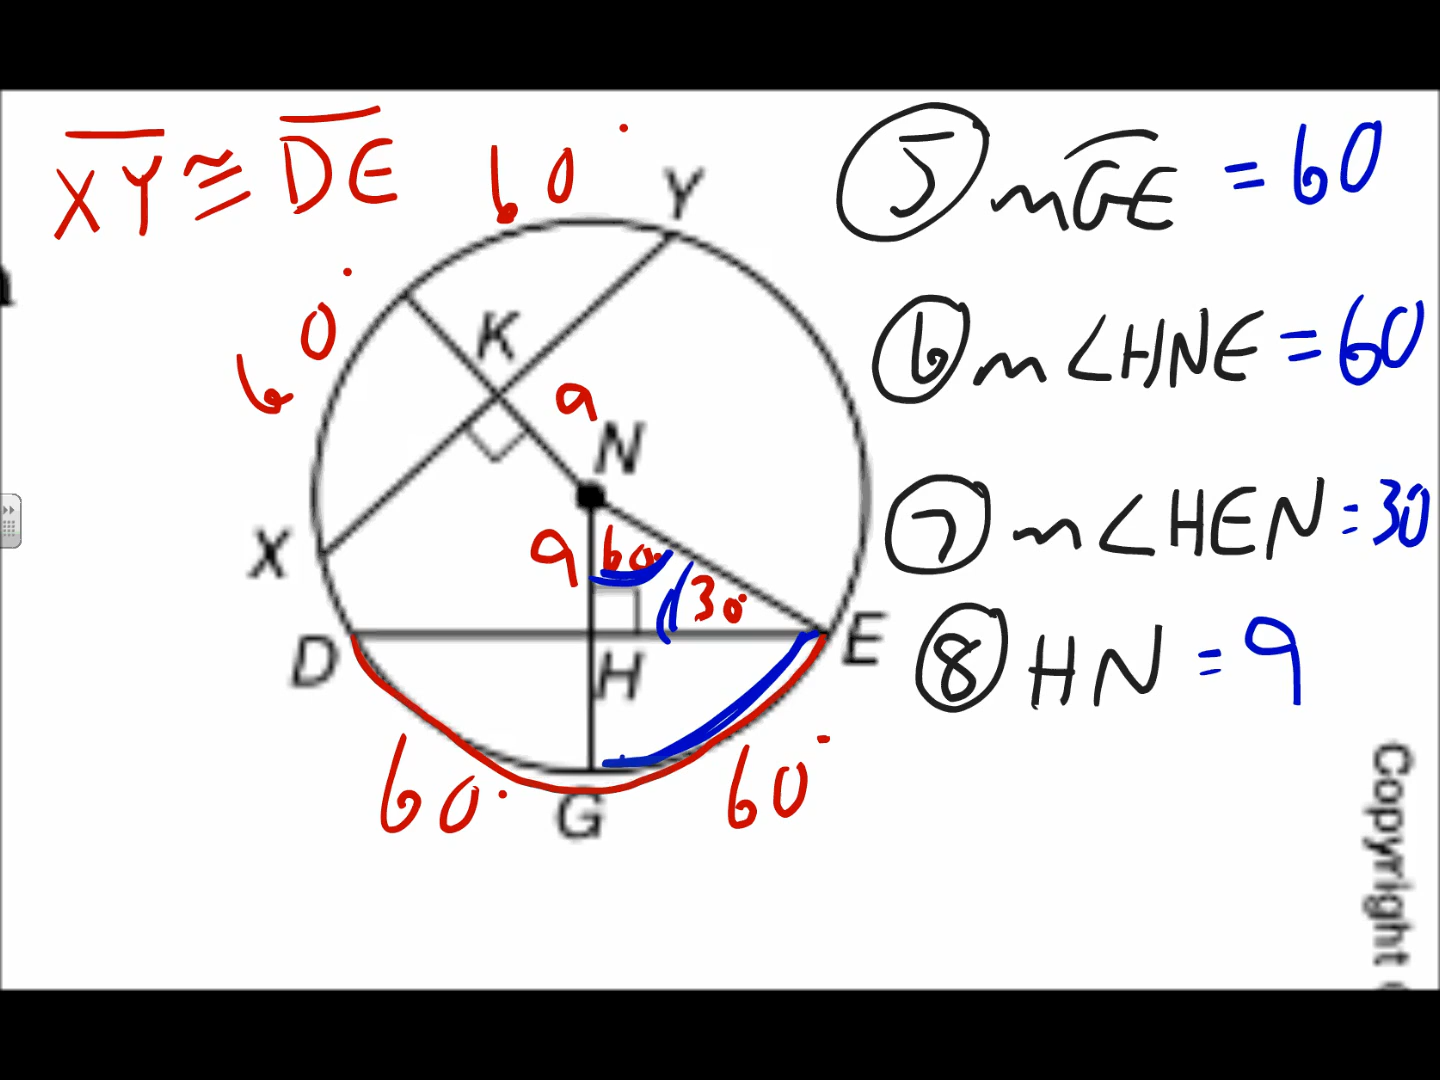 XY ≅ DE
60°
60°
Y
K
9
N
X
9
60°
30°
D
H
E
60°
G
60°
⑤ mGE = 60
⑥ m∠HNE = 60
⑦ m∠HEN = 30
⑧ HN = 9
Copyright